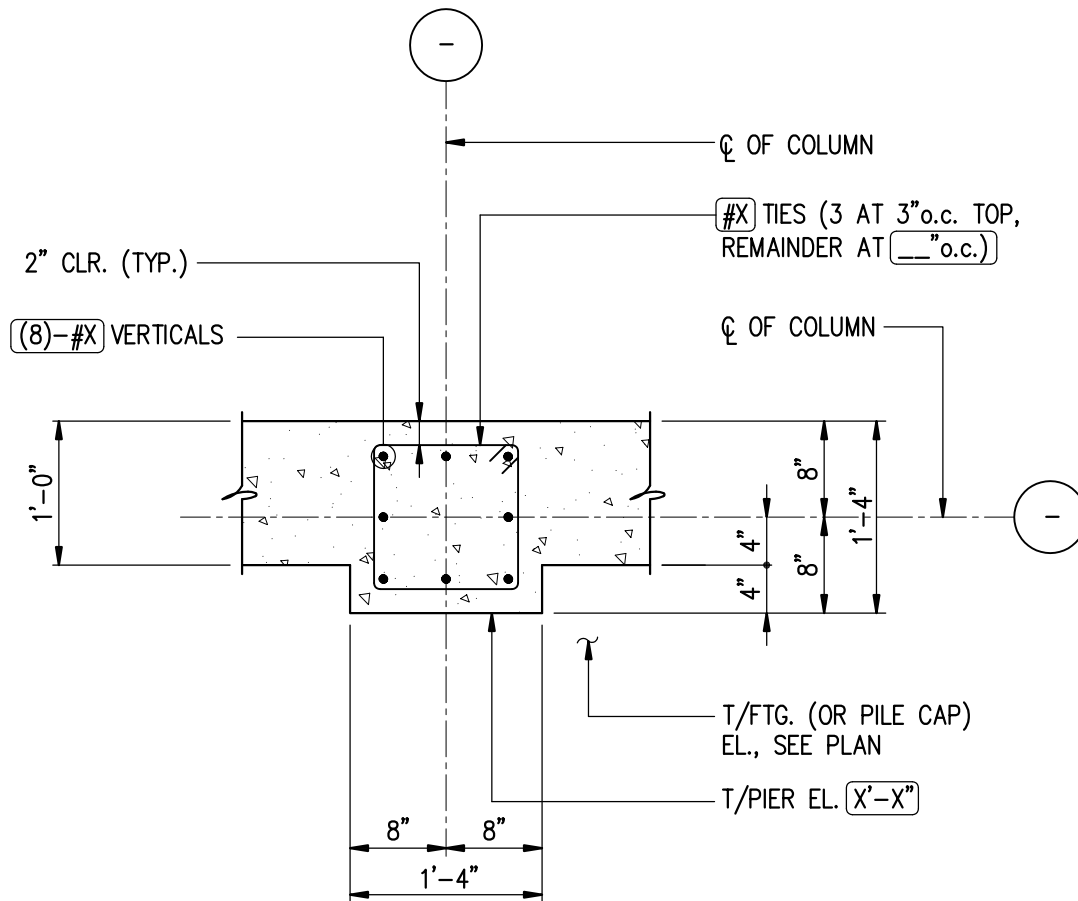 -
℄ OF COLUMN
#X TIES (3 AT 3"o.c. TOP,
REMAINDER AT __"o.c.)
2" CLR. (TYP.)
(8)-#X VERTICALS
℄ OF COLUMN
1'-0"
8"
1'-4"
4"
8"
4"
-
T/FTG. (OR PILE CAP)
EL., SEE PLAN
T/PIER EL. X'-X"
8"
8"
1'-4"